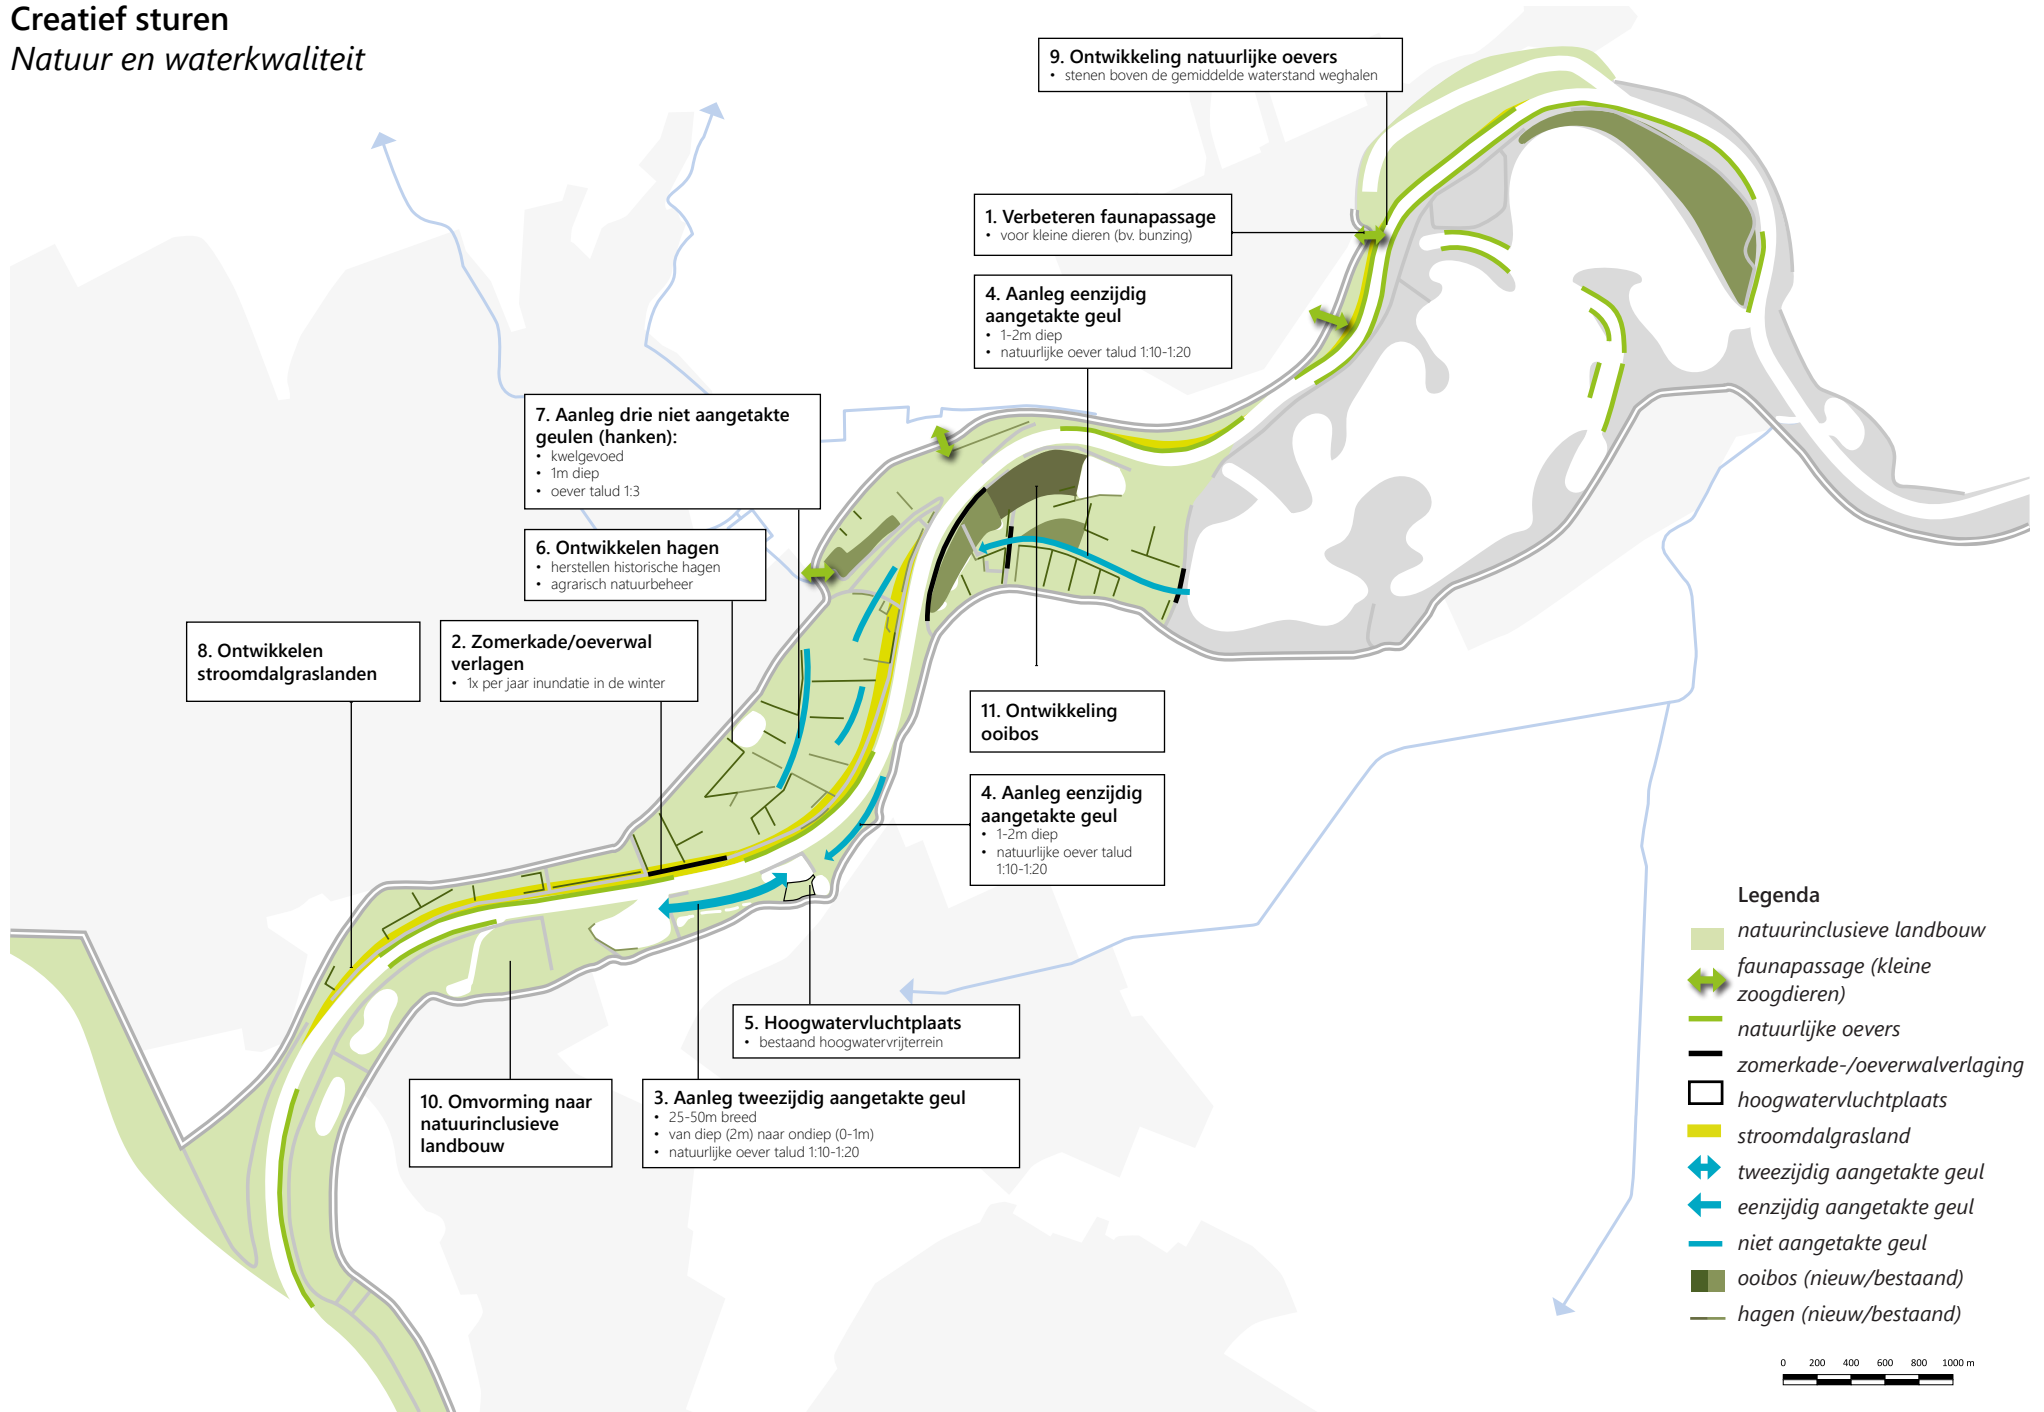 Creatief sturen
Natuur en waterkwaliteit
9. Ontwikkeling natuurlijke oevers
• stenen boven de gemiddelde waterstand weghalen
1. Verbeteren faunapassage
• voor kleine dieren (bv. bunzing)
4. Aanleg eenzijdig
aangetakte geul
• 1-2m diep
• natuurlijke oever talud 1:10-1:20
7. Aanleg drie niet aangetakte
geulen (hanken):
• kwelgevoed
• 1m diep
• oever talud 1:3
6. Ontwikkelen hagen
• herstellen historische hagen
• agrarisch natuurbeheer
8. Ontwikkelen
stroomdalgraslanden
2. Zomerkade/oeverwal
verlagen
• 1x per jaar inundatie in de winter
11. Ontwikkeling
ooibos
4. Aanleg eenzijdig
aangetakte geul
• 1-2m diep
• natuurlijke oever talud
1:10-1:20
5. Hoogwatervluchtplaats
• bestaand hoogwatervrijterrein
10. Omvorming naar
natuurinclusieve
landbouw
3. Aanleg tweezijdig aangetakte geul
• 25-50m breed
• van diep (2m) naar ondiep (0-1m)
• natuurlijke oever talud 1:10-1:20
Legenda
natuurinclusieve landbouw
faunapassage (kleine
zoogdieren)
natuurlijke oevers
zomerkade-/oeverwalverlaging
hoogwatervluchtplaats
stroomdalgrasland
tweezijdig aangetakte geul
eenzijdig aangetakte geul
niet aangetakte geul
ooibos (nieuw/bestaand)
hagen (nieuw/bestaand)
0 200 400 600 800 1000 m